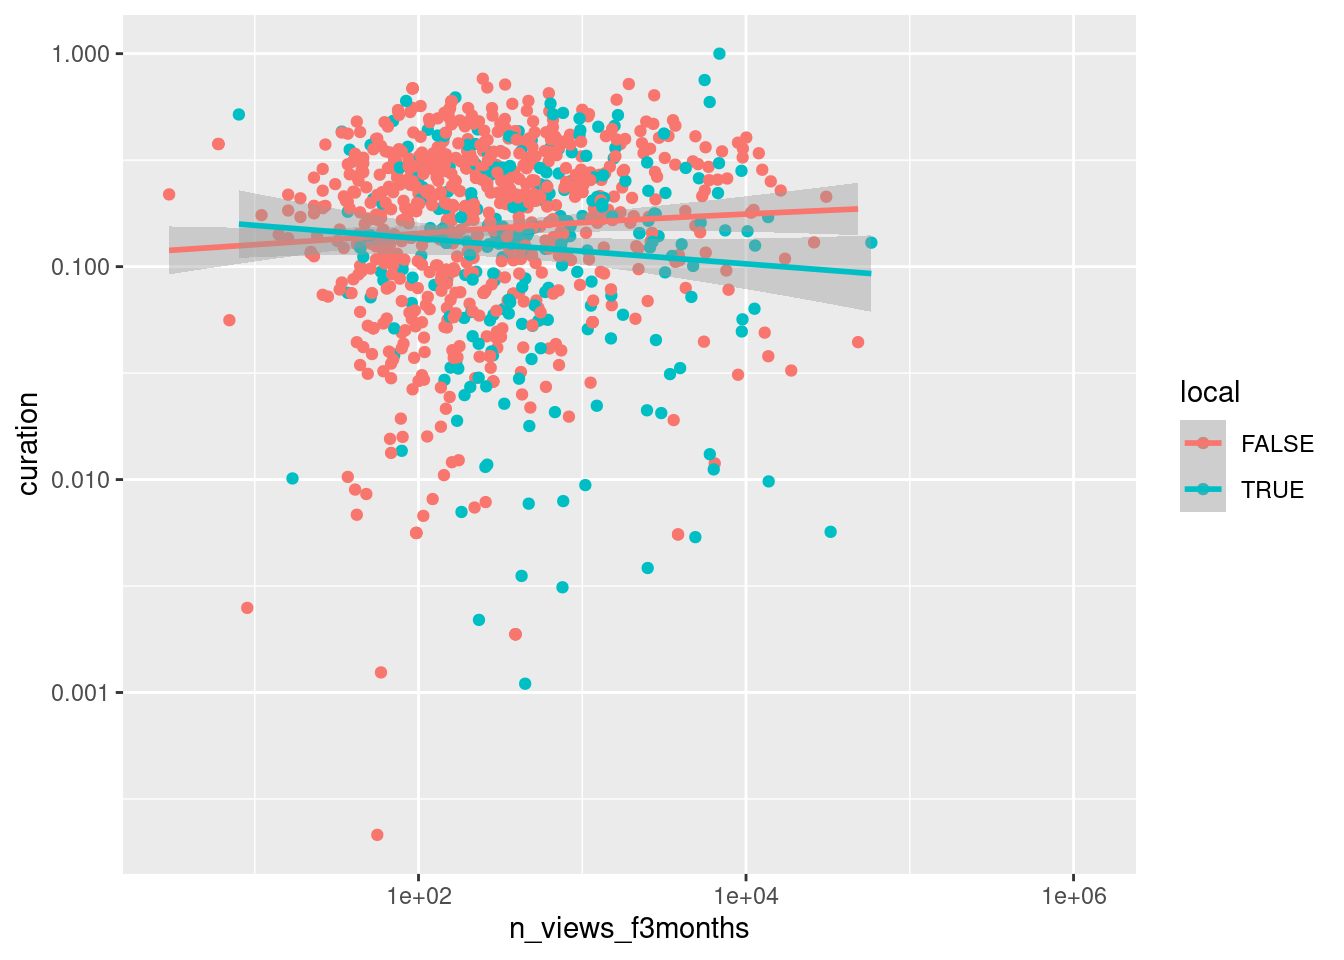 1.000
0.100
0.010
0.001
curation
1e+02
1e+04
1e+06
n_views_f3months
local
FALSE
TRUE